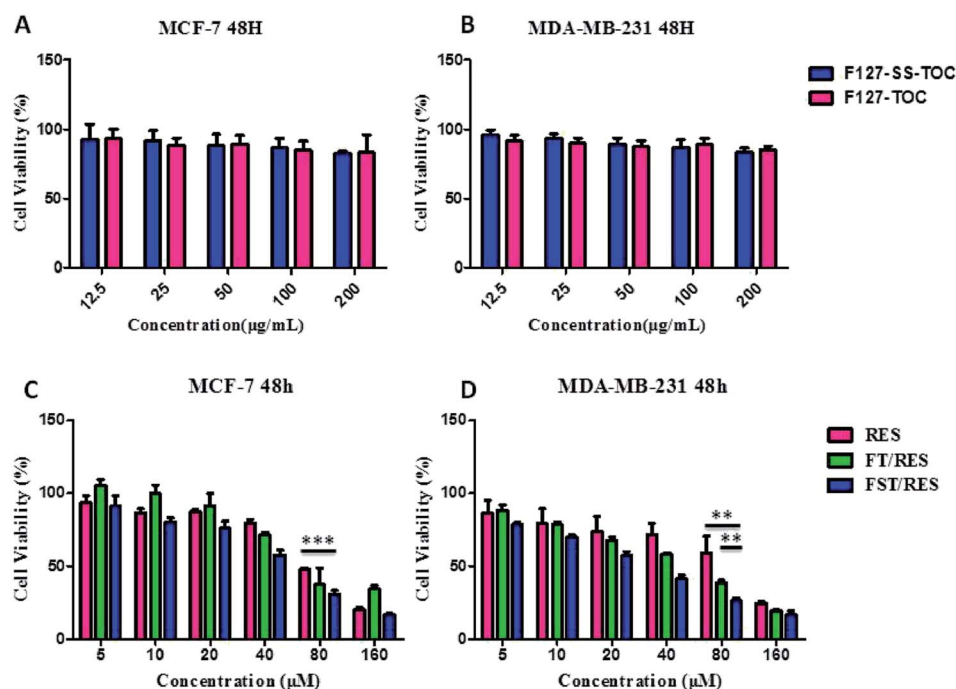 A
MCF-7 48H
Cell Viability (%)
150
100
50
0
12.5
25
50
100
200
Concentration(μg/mL)
B
MDA-MB-231 48H
Cell Viability (%)
150
100
50
0
12.5
25
50
100
200
Concentration(μg/mL)
F127-SS-TOC
F127-TOC
C
MCF-7 48h
Cell Viability (%)
150
100
50
0
***
5
10
20
40
80
160
Concentration (μM)
D
MDA-MB-231 48h
Cell Viability (%)
150
100
50
0
**
**
5
10
20
40
80
160
Concentration (μM)
RES
FT/RES
FST/RES